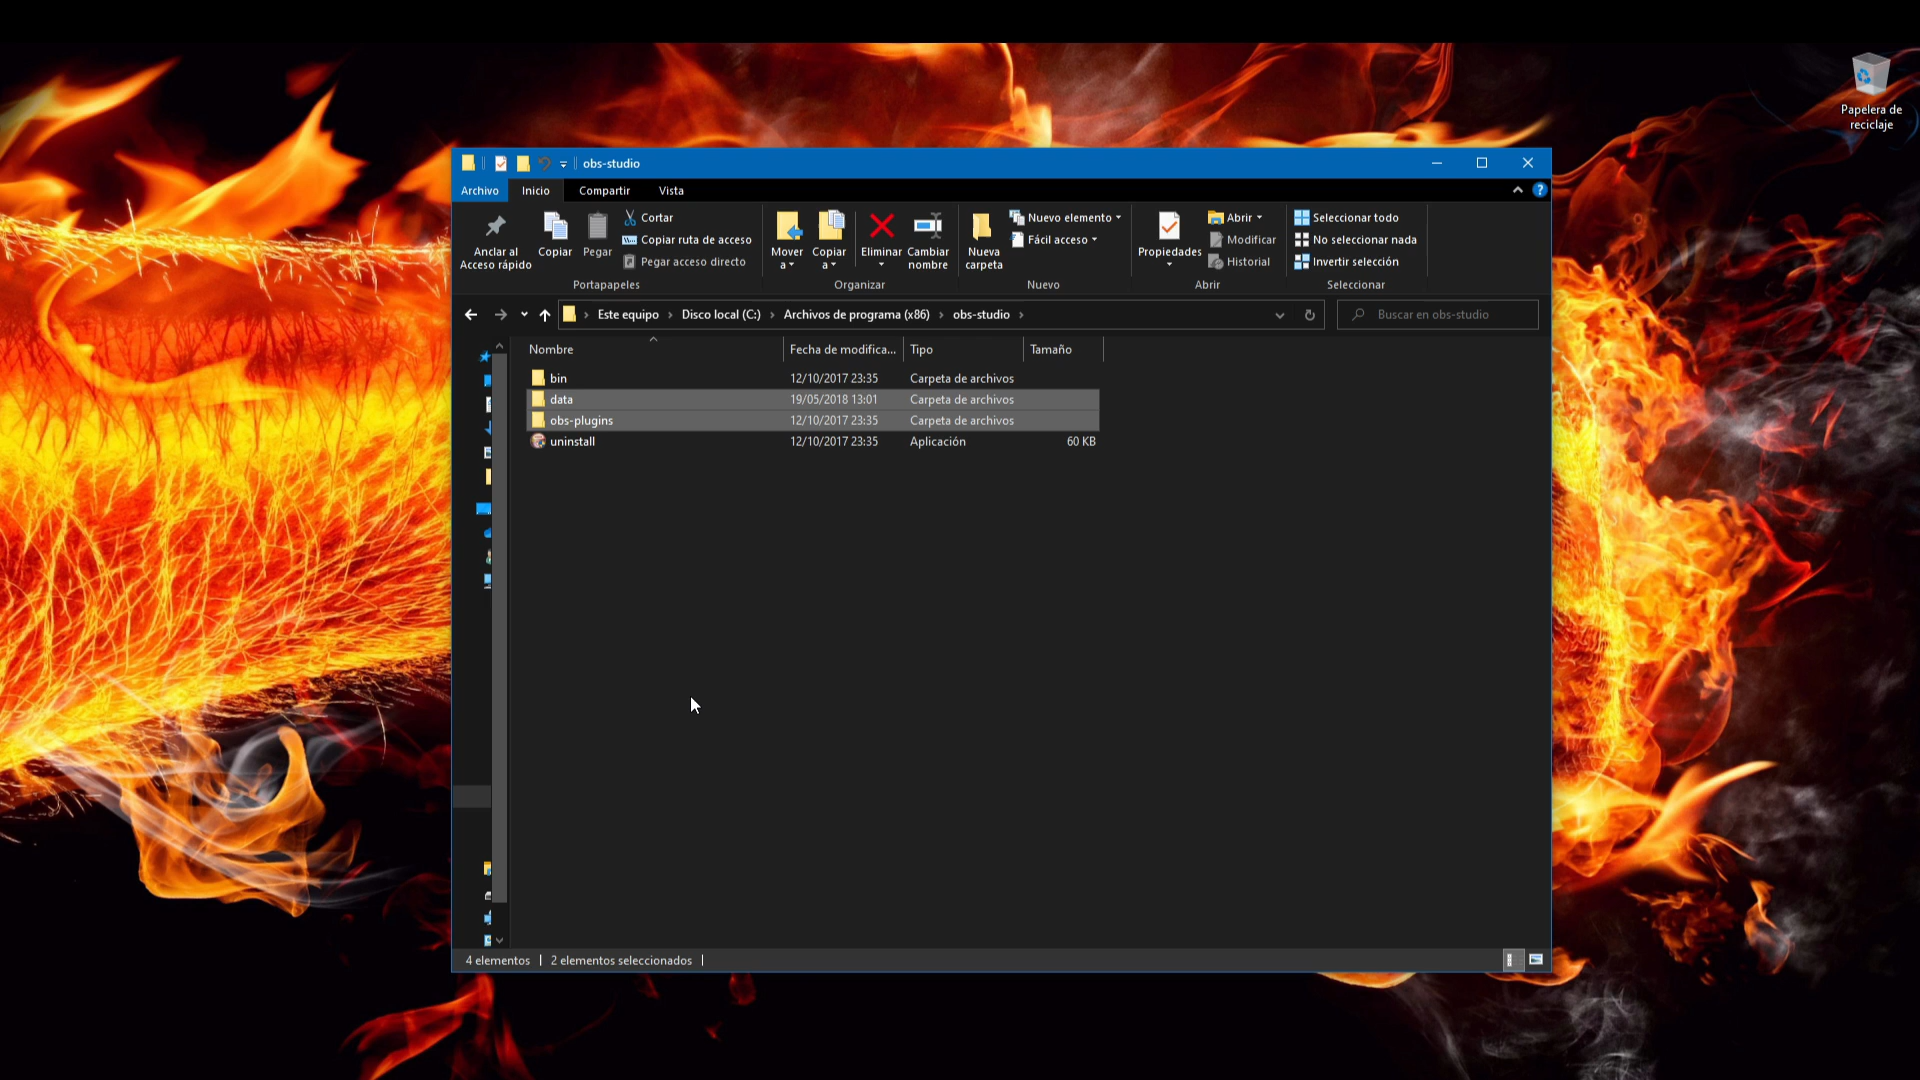 Papelera de
reciclaje
obs-studio
Archivo Inicio Compartir Vista
Anclar al
Acceso rápido
Copiar
Pegar
Cortar
Copiar ruta de acceso
Pegar acceso directo
Portapapeles
Mover
a
Copiar
a
Eliminar
Cambiar
nombre
Organizar
Nueva
carpeta
Nuevo elemento
Fácil acceso
Nuevo
Propiedades
Abrir
Modificar
Historial
Abrir
Seleccionar todo
No seleccionar nada
Invertir selección
Seleccionar
Este equipo > Disco local (C:) > Archivos de programa (x86) > obs-studio >
Buscar en obs-studio
Nombre Fecha de modifica... Tipo Tamaño
bin 12/10/2017 23:35 Carpeta de archivos
data 19/05/2018 13:01 Carpeta de archivos
obs-plugins 12/10/2017 23:35 Carpeta de archivos
uninstall 12/10/2017 23:35 Aplicación 60 KB
4 elementos | 2 elementos seleccionados |